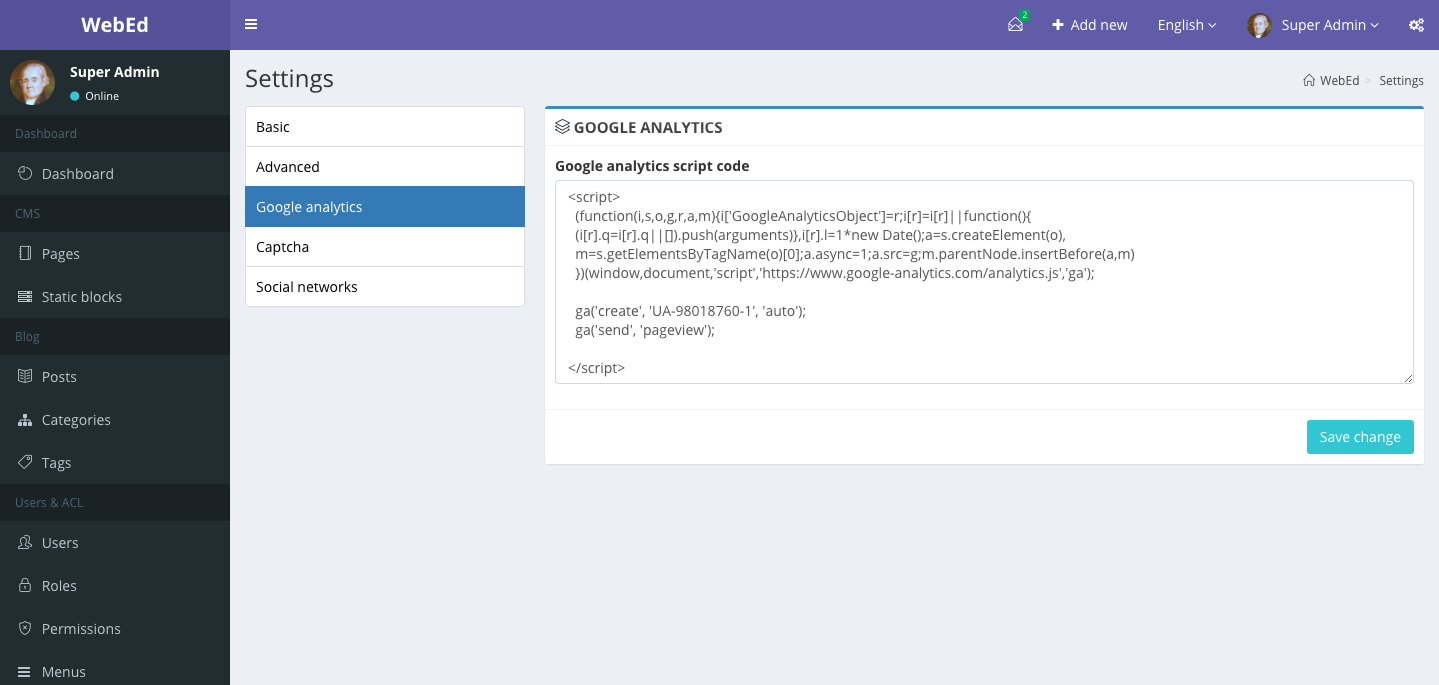 WebEd
2
Add new
English
Super Admin
Super Admin
Online
Dashboard
Dashboard
CMS
Pages
Static blocks
Blog
Posts
Categories
Tags
Users & ACL
Users
Roles
Permissions
Menus
Settings
WebEd > Settings
Basic
Advanced
Google analytics
Captcha
Social networks
GOOGLE ANALYTICS
Google analytics script code
<script>
(function(i,s,o,g,r,a,m){i['GoogleAnalyticsObject']=r;i[r]=i[r]||function(){
(i[r].q=i[r].q||[]).push(arguments)},i[r].l=1*new Date();a=s.createElement(o),
m=s.getElementsByTagName(o)[0];a.async=1;a.src=g;m.parentNode.insertBefore(a,m)
})(window,document,'script','https://www.google-analytics.com/analytics.js','ga');
ga('create', 'UA-98018760-1', 'auto');
ga('send', 'pageview');
</script>
Save change